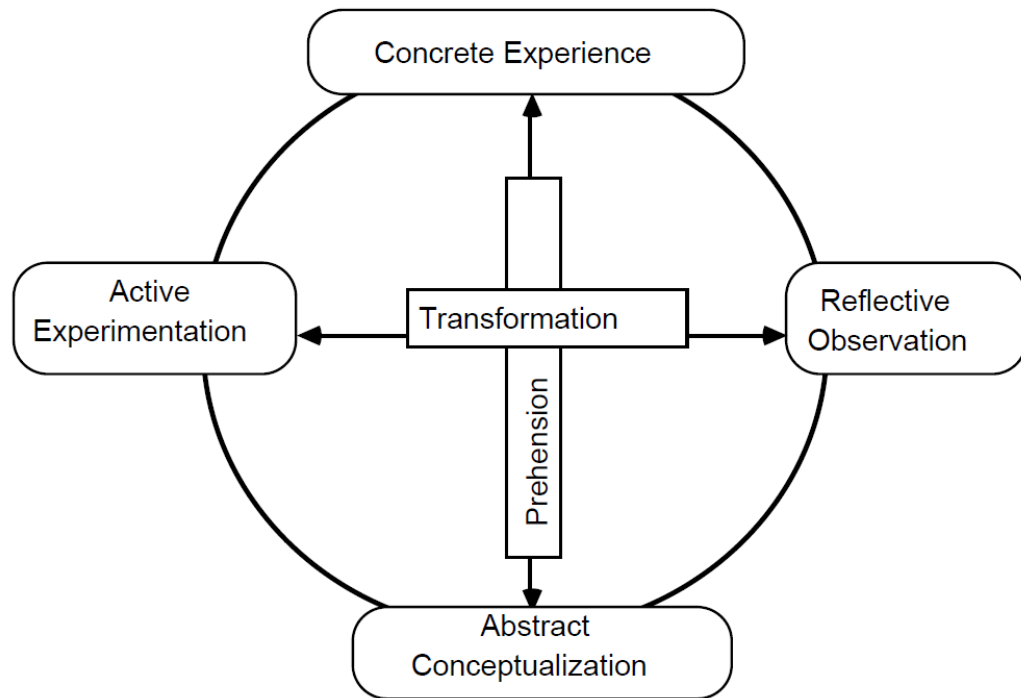 Concrete Experience
Active
Experimentation
Transformation
Reflective
Observation
Prehension
Abstract
Conceptualization